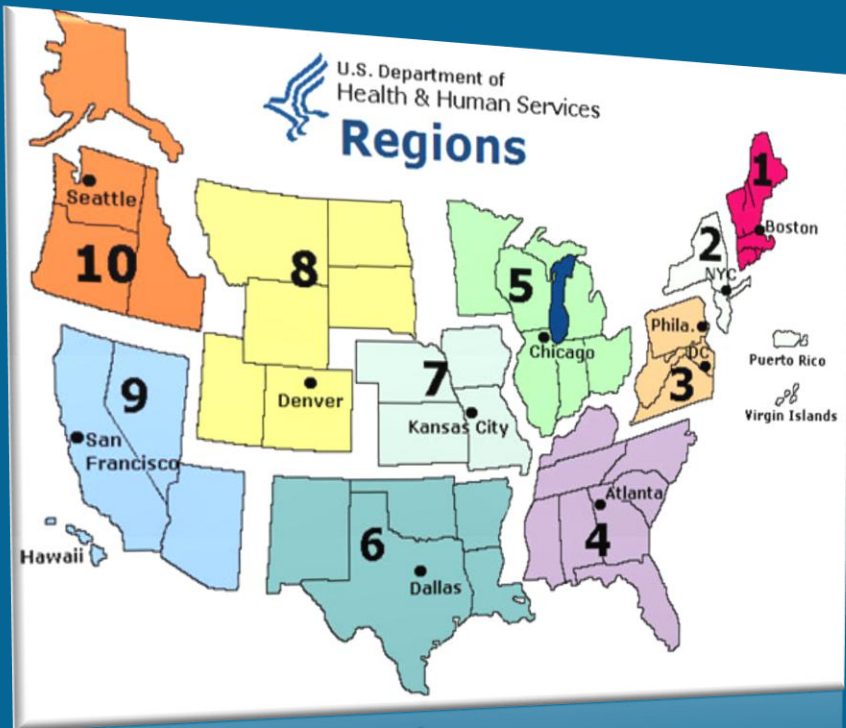 U.S. Department of
Health & Human Services
Regions
1
Seattle
Boston
2
10
8
5
NYC
Phila.
Chicago
DC
Puerto Rico
7
3
9
Denver
Virgin Islands
Kansas City
San
Francisco
Atlanta
6
4
Hawaii
Dallas